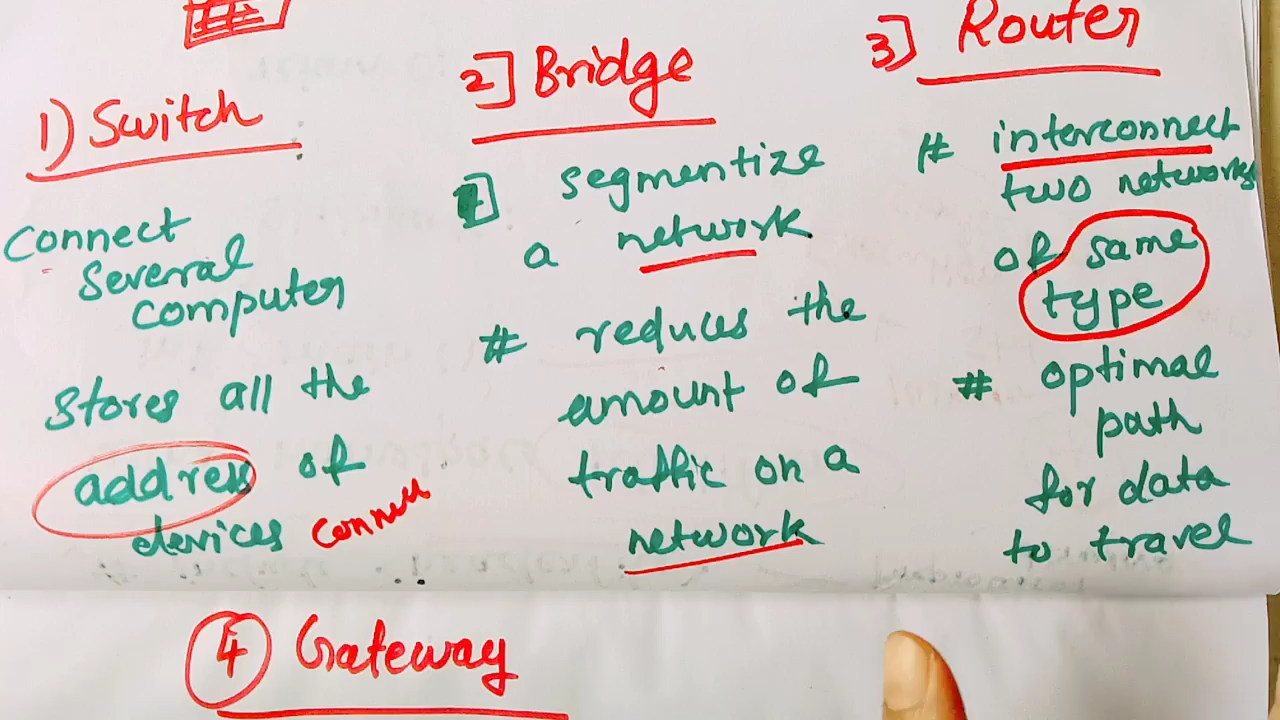 1) Switch
connect
several
computer
stores all the
address of
devices
2] Bridge
1] segmentize
a network
# reduces the
amount of
traffic on a
network
3] Router
# interconnect
two networks
of same
type
# optimal
path
for data
to travel
4 Gateway